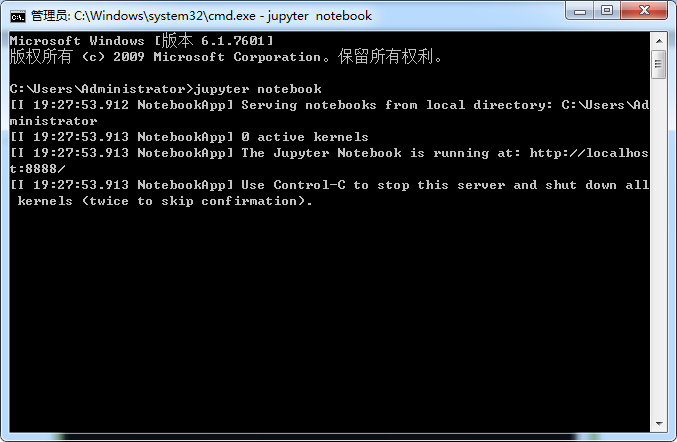 管理员: C:\Windows\system32\cmd.exe - jupyter  notebook
Microsoft Windows [版本 6.1.7601]
版权所有 (c) 2009 Microsoft Corporation。保留所有权利。
C:\Users\Administrator>jupyter notebook
[I 19:27:53.912 NotebookApp] Serving notebooks from local directory: C:\Users\Ad
ministrator
[I 19:27:53.913 NotebookApp] 0 active kernels
[I 19:27:53.913 NotebookApp] The Jupyter Notebook is running at: http://localhos
t:8888/
[I 19:27:53.913 NotebookApp] Use Control-C to stop this server and shut down all
 kernels (twice to skip confirmation).